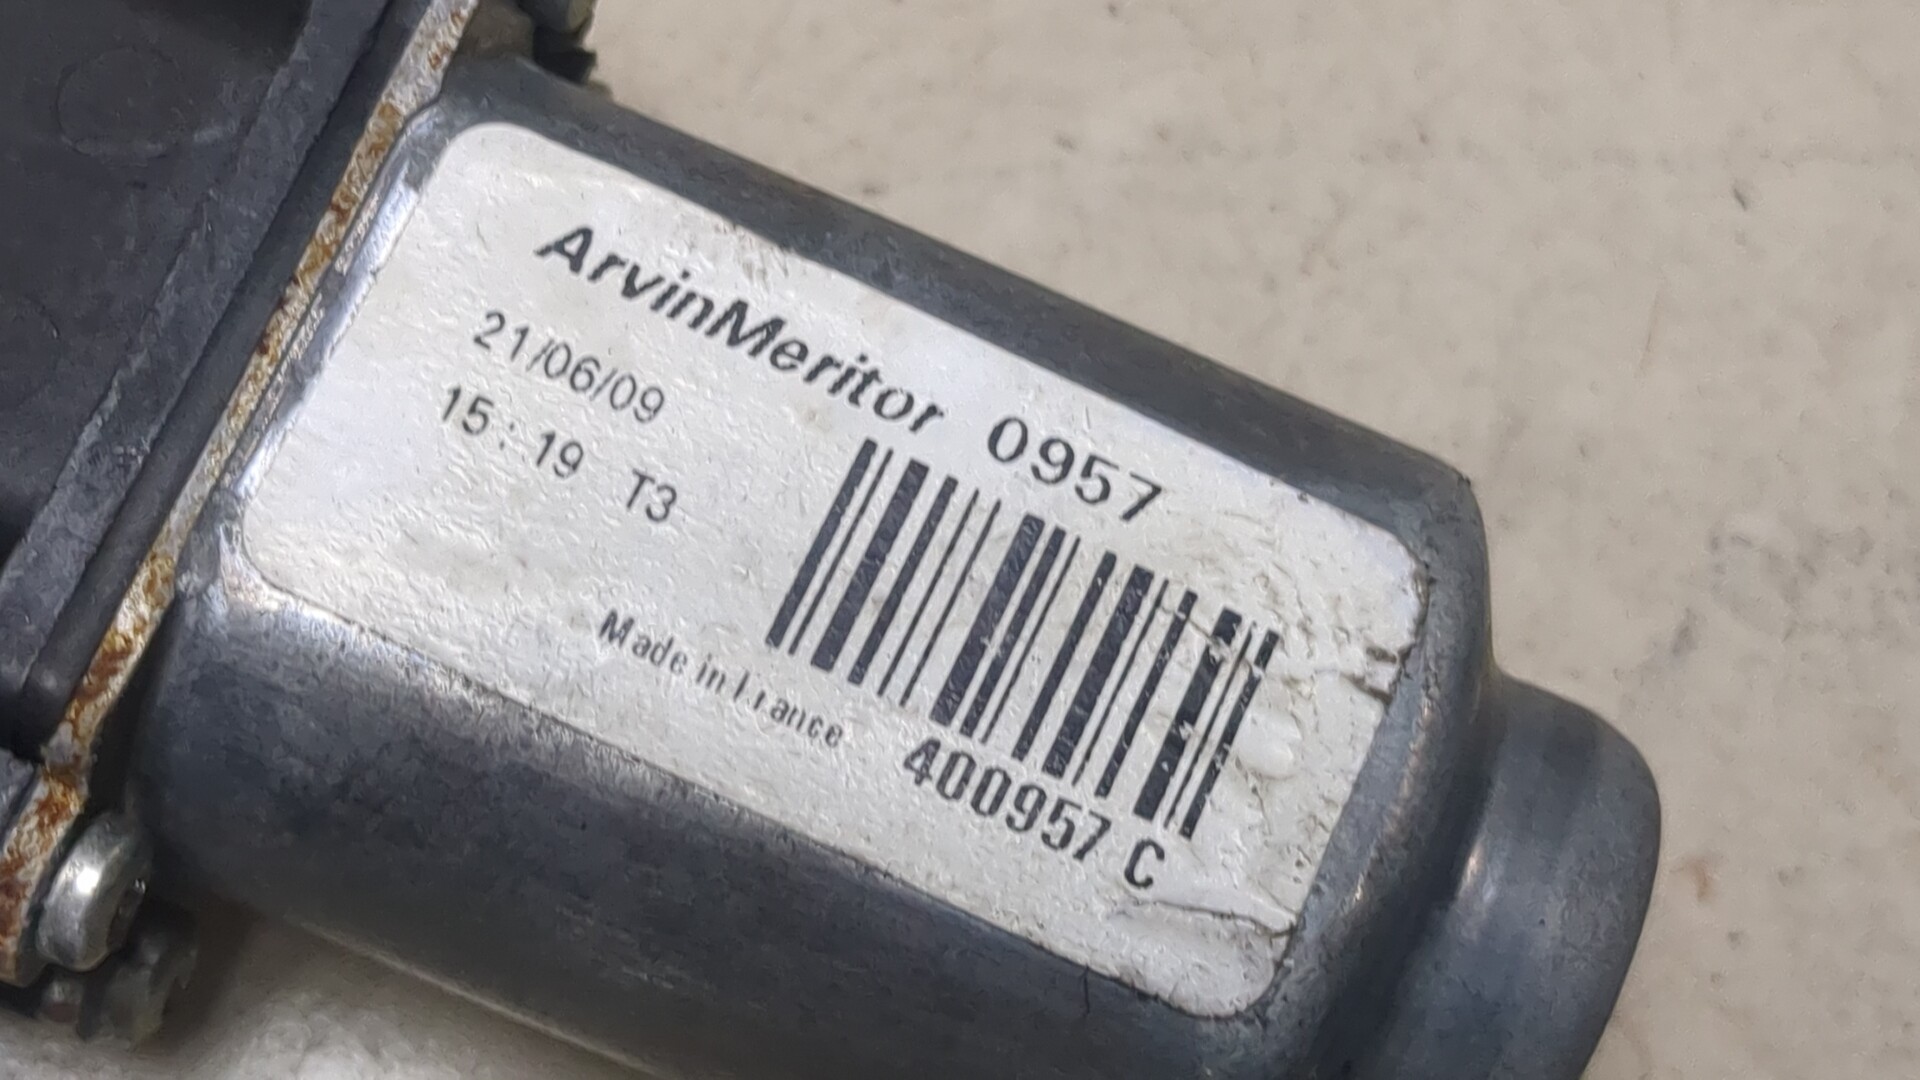 ArvinMeritor 0957
21/06/09
15:19 T3
Made in France
400957 C